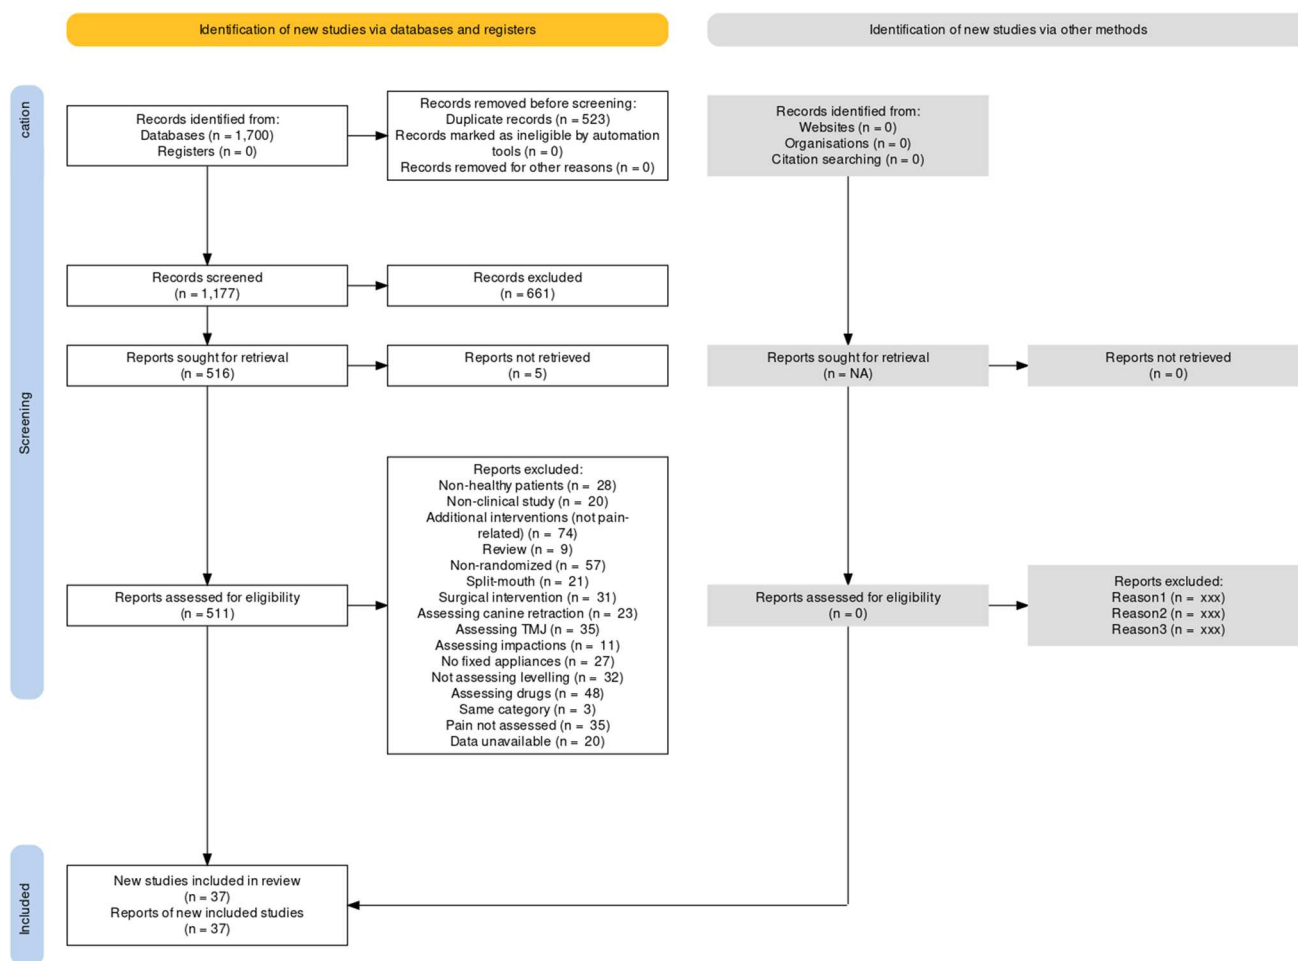 Identification of new studies via databases and registers
Identification of new studies via other methods
cation
Records identified from:
Databases (n = 1,700)
Registers (n = 0)
Records removed before screening:
Duplicate records (n = 523)
Records marked as ineligible by automation
tools (n = 0)
Records removed for other reasons (n = 0)
Records identified from:
Websites (n = 0)
Organisations (n = 0)
Citation searching (n = 0)
Screening
Records screened
(n = 1,177)
Records excluded
(n = 661)
Reports sought for retrieval
(n = 516)
Reports not retrieved
(n = 5)
Reports sought for retrieval
(n = NA)
Reports not retrieved
(n = 0)
Reports assessed for eligibility
(n = 511)
Reports excluded:
Non-healthy patients (n = 28)
Non-clinical study (n = 20)
Additional interventions (not pain-
related) (n = 74)
Review (n = 9)
Non-randomized (n = 57)
Split-mouth (n = 21)
Surgical intervention (n = 31)
Assessing canine retraction (n = 23)
Assessing TMJ (n = 35)
Assessing impactions (n = 11)
No fixed appliances (n = 27)
Not assessing levelling (n = 32)
Assessing drugs (n = 48)
Same category (n = 3)
Pain not assessed (n = 35)
Data unavailable (n = 20)
Reports assessed for eligibility
(n = 0)
Reports excluded:
Reason1 (n = xxx)
Reason2 (n = xxx)
Reason3 (n = xxx)
Included
New studies included in review
(n = 37)
Reports of new included studies
(n = 37)